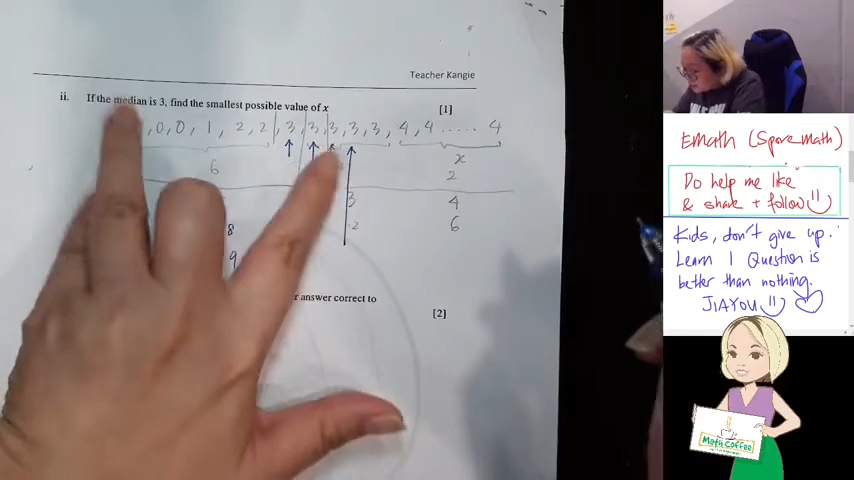 Teacher Kangie
ii. If the median is 3, find the smallest possible value of x [1]
, 0, 0, 1, 2, 2, 3, 3, 3, 3, 3, 4, 4 ..... 4
6 x
2
3 4
8 2 6
9
r answer correct to
[2]
Emath (Spore math)
Do help me like
& share + follow
Kids, don't give up.
Learn 1 Question is
better than nothing.
JIAYOU
Math Coffee